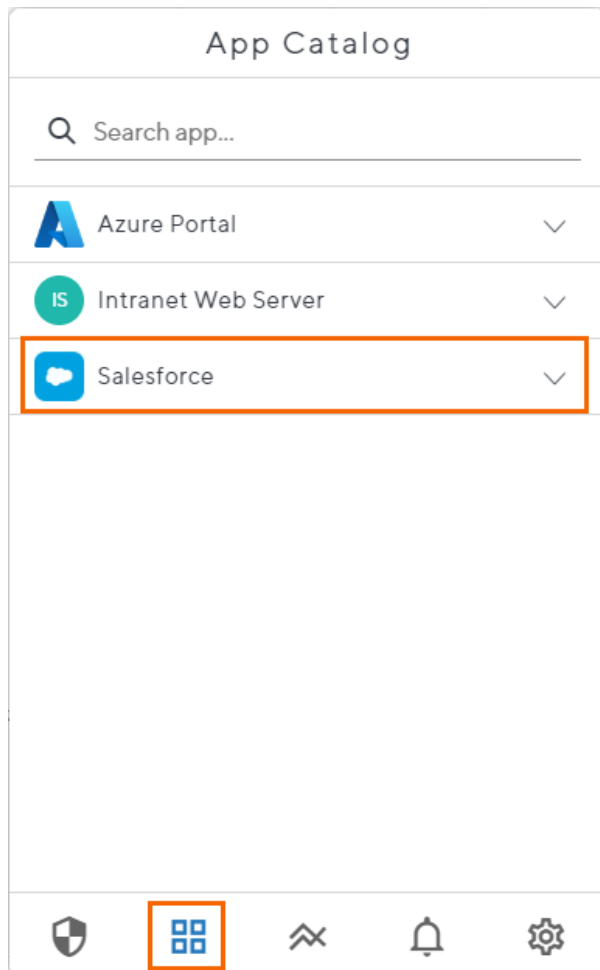 App Catalog
Search app...
Azure Portal
IS Intranet Web Server
Salesforce